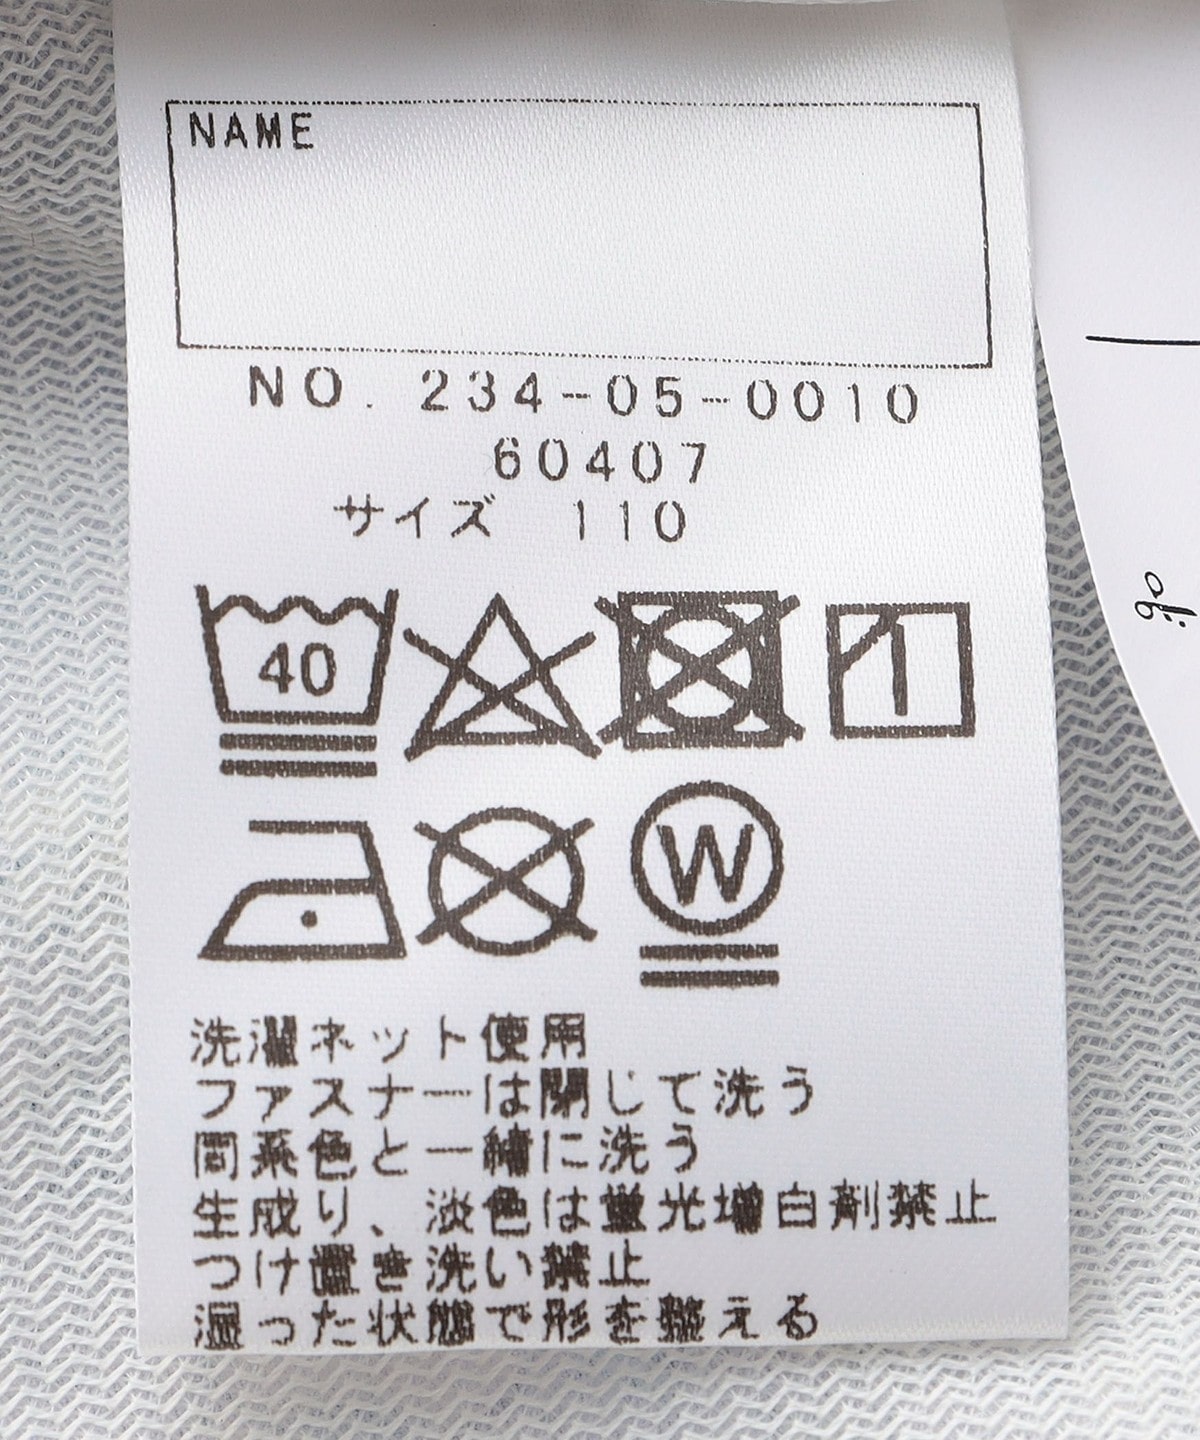 NAME
NO. 234-05-0010
60407
サイズ 110
40
W
洗濯ネット使用
ファスナーは閉じて洗う
同系色と一緒に洗う
生成り、淡色は蛍光増白剤禁止
つけ置き洗い禁止
湿った状態で形を整える
%